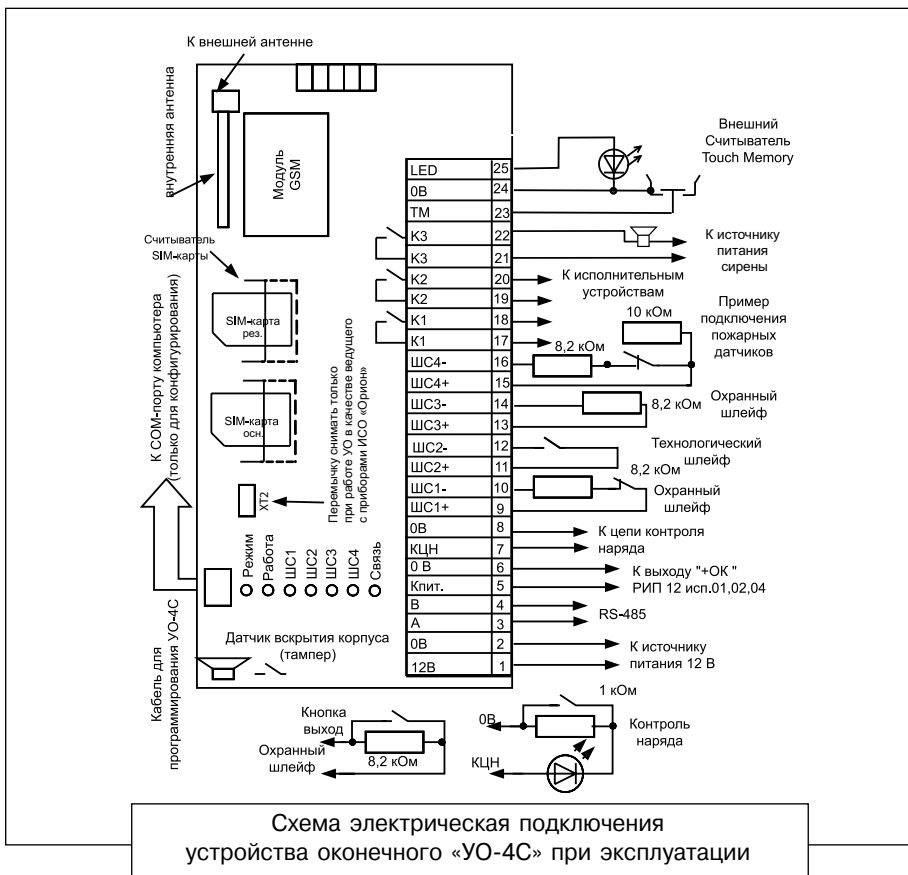 К внешней антенне
внутренняя антенна
Модуль
GSM
Считыватель
SIM-карты
SIM-карта
рез.
SIM-карта
осн.
К COM-порту компьютера
(только для конфигурирования)
Перемычку снимать только
при работе УО в качестве ведущего
с приборами ИСО «Орион»
XT2
Режим
Работа
ШС1
ШС2
ШС3
ШС4
Связь
Датчик вскрытия корпуса
(тампер)
Кабель для
программирования УО-4С
LED 25
0В 24
ТМ 23
К3 22
К3 21
К2 20
К2 19
К1 18
К1 17
ШС4- 16
ШС4+ 15
ШС3- 14
ШС3+ 13
ШС2- 12
ШС2+ 11
ШС1- 10
ШС1+ 9
0В 8
КЦН 7
0 В 6
Кпит. 5
В 4
А 3
0В 2
12В 1
Внешний
Считыватель
Touch Memory
К источнику
питания
сирены
К исполнительным
устройствам
Пример
подключения
пожарных
датчиков
10 кОм
8,2 кОм
8,2 кОм
Охранный
шлейф
Технологический
шлейф
8,2 кОм
Охранный
шлейф
К цепи контроля
наряда
К выходу "+ОК "
РИП 12 исп.01,02,04
RS-485
К источнику
питания 12 В
Кнопка
выход
8,2 кОм
Охранный
шлейф
1 кОм
0В
Контроль
наряда
КЦН
Схема электрическая подключения
устройства оконечного «УО-4С» при эксплуатации